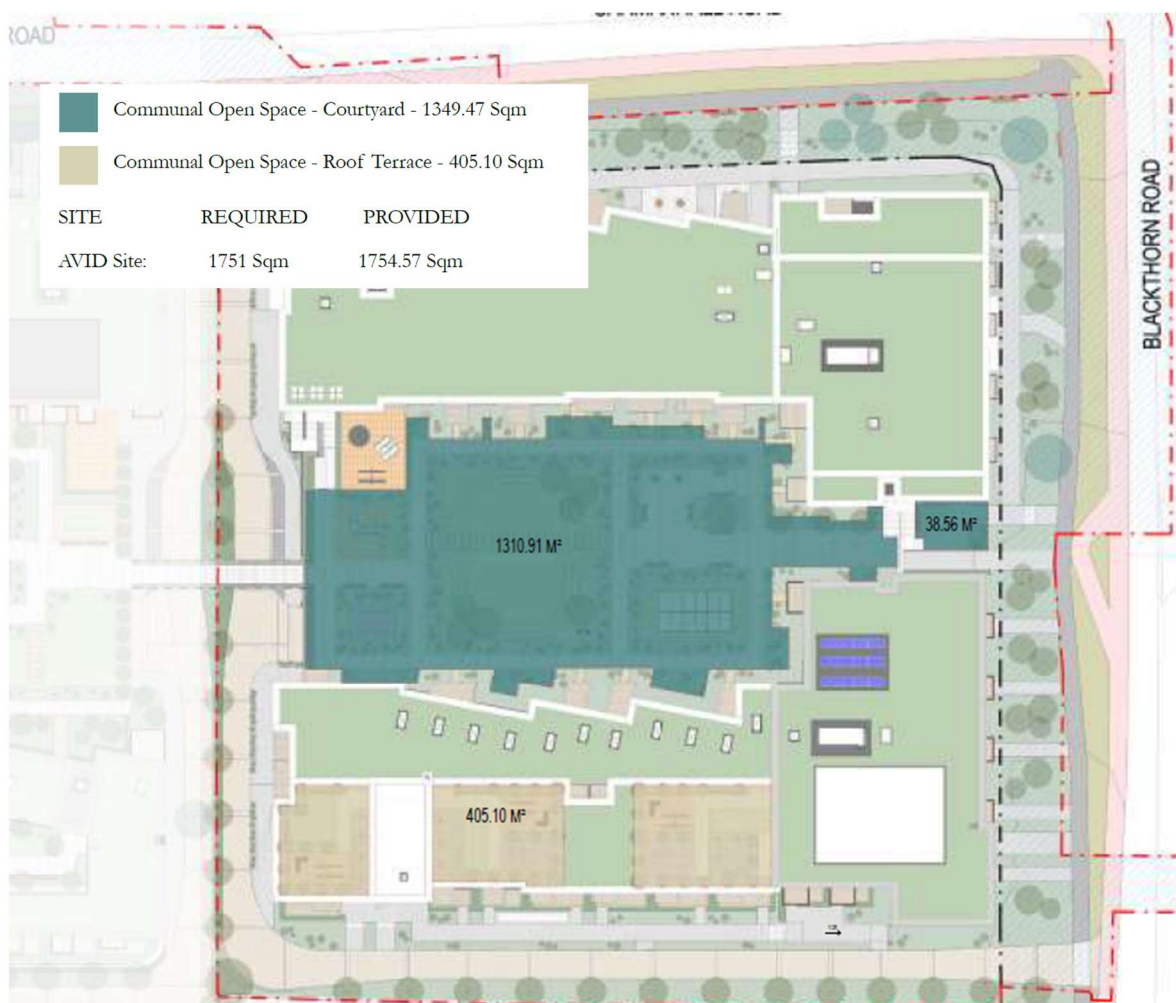 ROAD
Communal Open Space - Courtyard - 1349.47 Sqm
Communal Open Space - Roof Terrace - 405.10 Sqm
SITE REQUIRED PROVIDED
AVID Site: 1751 Sqm 1754.57 Sqm
BLACKTHORN ROAD
38.56 M²
1310.91 M²
405.10 M²